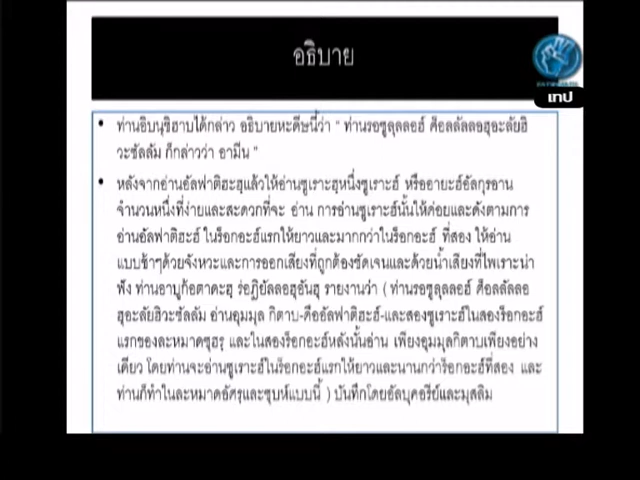 อธิบาย
เทป
ท่านอิบนุชิฮาบได้กล่าว อธิบายหะดีษนี้ว่า " ท่านรอซูลุลลอฮ์ ศ็อลลัลลอฮุอะลัยฮิ
วะซัลลัม ก็กล่าวว่า อามีน "
หลังจากอ่านอัลฟาติฮะฮฺแล้วให้อ่านซูเราะฮฺหนึ่งซูเราะฮ์ หรืออายะฮ์อัลกุรอาน
จำนวนหนึ่งที่ง่ายและสะดวกที่จะ อ่าน การอ่านซูเราะฮ์นั้นให้ค่อยและดังตามการ
อ่านอัลฟาติฮะฮ์ ในร็อกอะฮ์แรกให้ยาวและมากกว่าในร็อกอะฮ์ ที่สอง ให้อ่าน
แบบช้าๆด้วยจังหวะและการออกเสียงที่ถูกต้องชัดเจนและด้วยน้ำเสียงที่ไพเราะน่า
ฟัง ท่านอาบูก็อตาดะฮฺ ร่อฏิยัลลอฮุอันฮุ รายงานว่า ( ท่านรอซูลุลลอฮ์ ศ็อลลัลลอ
ฮุอะลัยฮิวะซัลลัม อ่านอุมมุล กิตาบ-คืออัลฟาติฮะฮ์-และสองซูเราะฮ์ในสองร็อกอะฮ์
แรกของละหมาดซุฮรฺ และในสองร็อกอะฮ์หลังนั้นอ่าน เพียงอุมมุลกิตาบเพียงอย่าง
เดียว โดยท่านจะอ่านซูเราะฮ์ในร็อกอะฮ์แรกให้ยาวและนานกว่าร็อกอะฮ์ที่สอง และ
ท่านก็ทำในละหมาดอัศรฺและซุบห์แบบนี้ ) บันทึกโดยอัลบุคอรีย์และมุสลิม